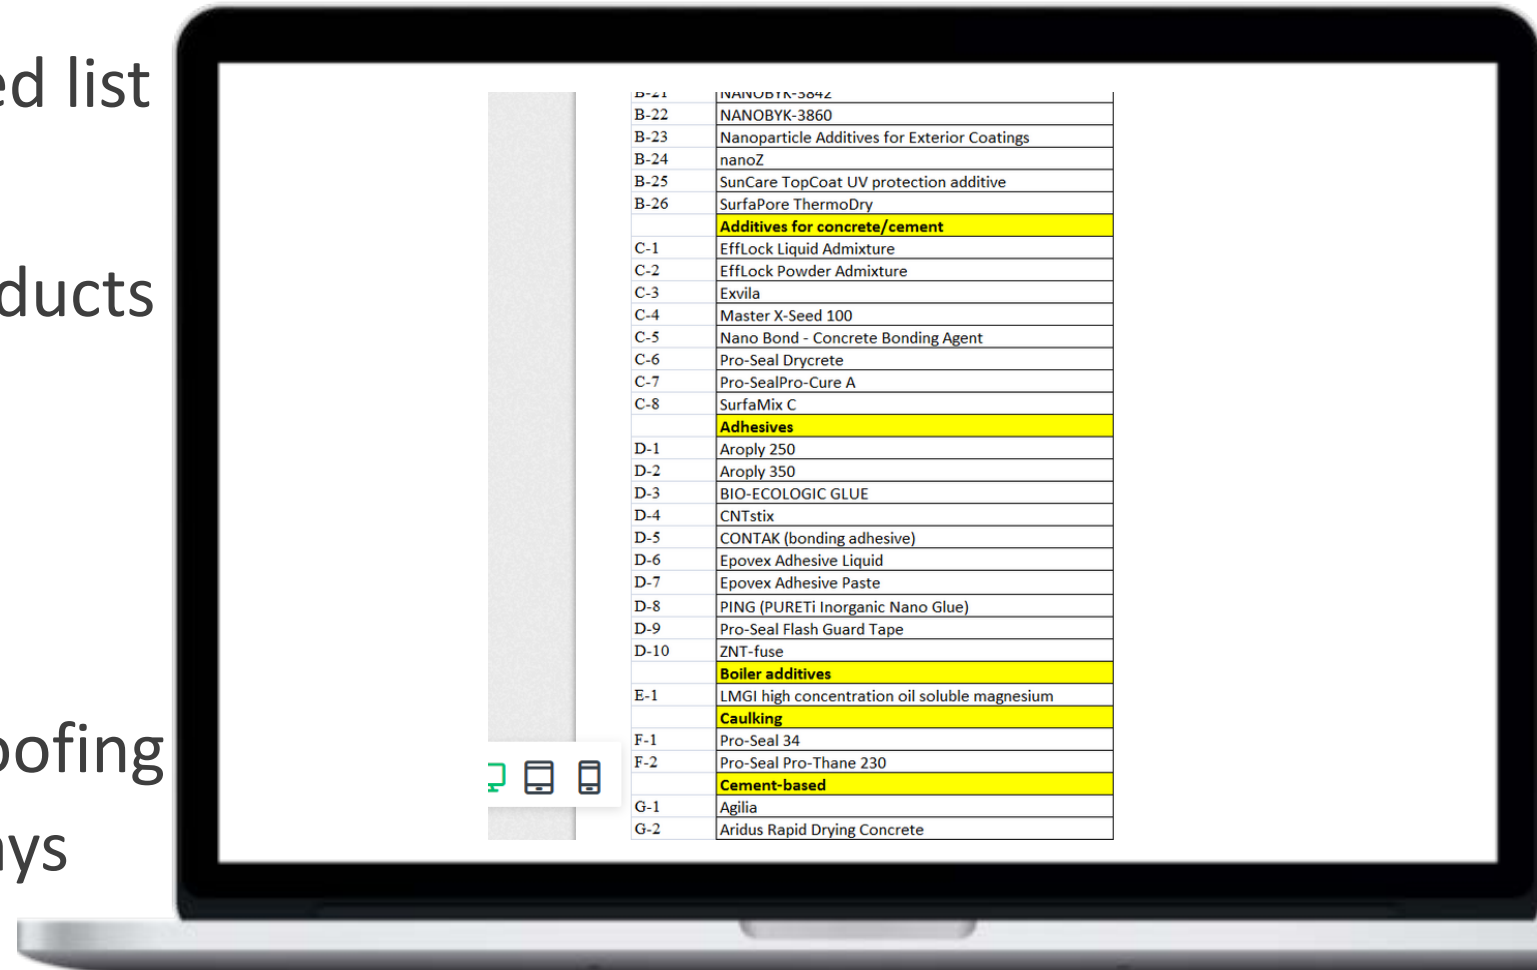 ed list
ducts
oofing
ays
B-21 NANOBYK-3842
B-22 NANOBYK-3860
B-23 Nanoparticle Additives for Exterior Coatings
B-24 nanoZ
B-25 SunCare TopCoat UV protection additive
B-26 SurfaPore ThermoDry
Additives for concrete/cement
C-1 EffLock Liquid Admixture
C-2 EffLock Powder Admixture
C-3 Exvila
C-4 Master X-Seed 100
C-5 Nano Bond - Concrete Bonding Agent
C-6 Pro-Seal Drycrete
C-7 Pro-SealPro-Cure A
C-8 SurfaMix C
Adhesives
D-1 Aroply 250
D-2 Aroply 350
D-3 BIO-ECOLOGIC GLUE
D-4 CNTstix
D-5 CONTAK (bonding adhesive)
D-6 Epovex Adhesive Liquid
D-7 Epovex Adhesive Paste
D-8 PING (PURETi Inorganic Nano Glue)
D-9 Pro-Seal Flash Guard Tape
D-10 ZNT-fuse
Boiler additives
E-1 LMGI high concentration oil soluble magnesium
Caulking
F-1 Pro-Seal 34
F-2 Pro-Seal Pro-Thane 230
Cement-based
G-1 Agilia
G-2 Aridus Rapid Drying Concrete